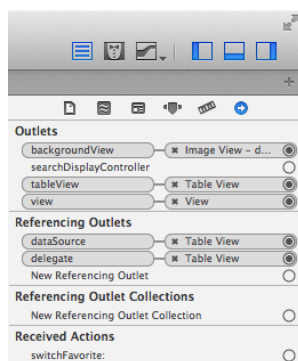 Outlets
backgroundView Image View – d...
searchDisplayController
tableView Table View
view View
Referencing Outlets
dataSource Table View
delegate Table View
New Referencing Outlet
Referencing Outlet Collections
New Referencing Outlet Collection
Received Actions
switchFavorite: